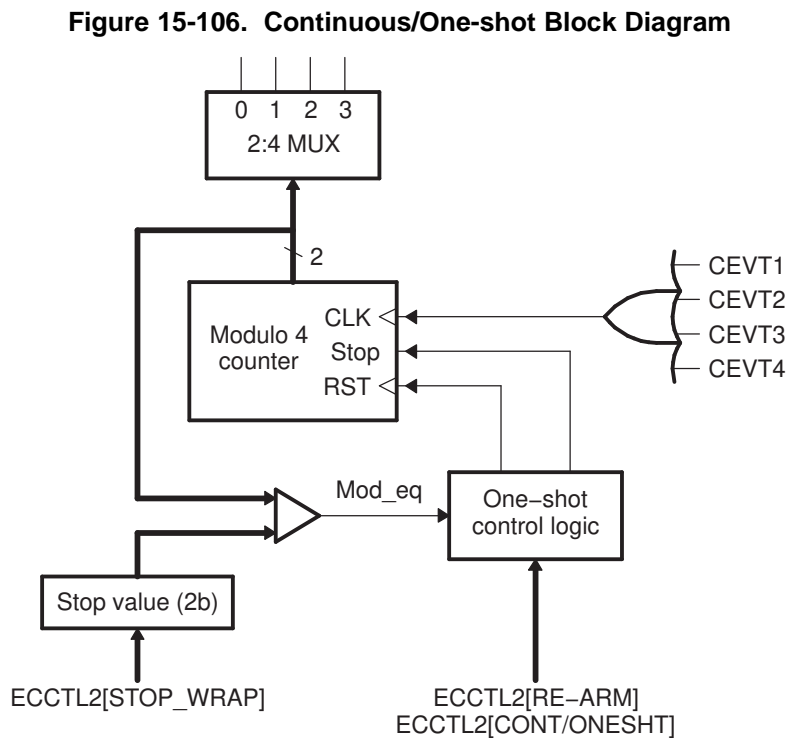 Figure 15-106. Continuous/One-shot Block Diagram
0 1 2 3
2:4 MUX
2
CEVT1
CEVT2
CEVT3
CEVT4
Modulo 4
counter
CLK
Stop
RST
Mod_eq
One−shot
control logic
Stop value (2b)
ECCTL2[STOP_WRAP]
ECCTL2[RE−ARM]
ECCTL2[CONT/ONESHT]